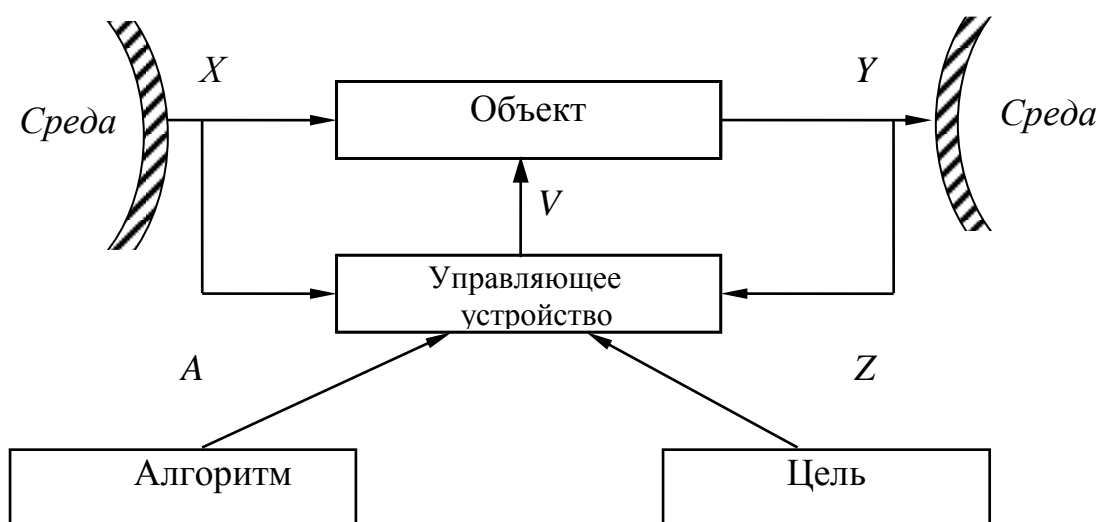 X
Y
Объект
Среда
Среда
V
Управляющее
устройство
A
Z
Алгоритм
Цель